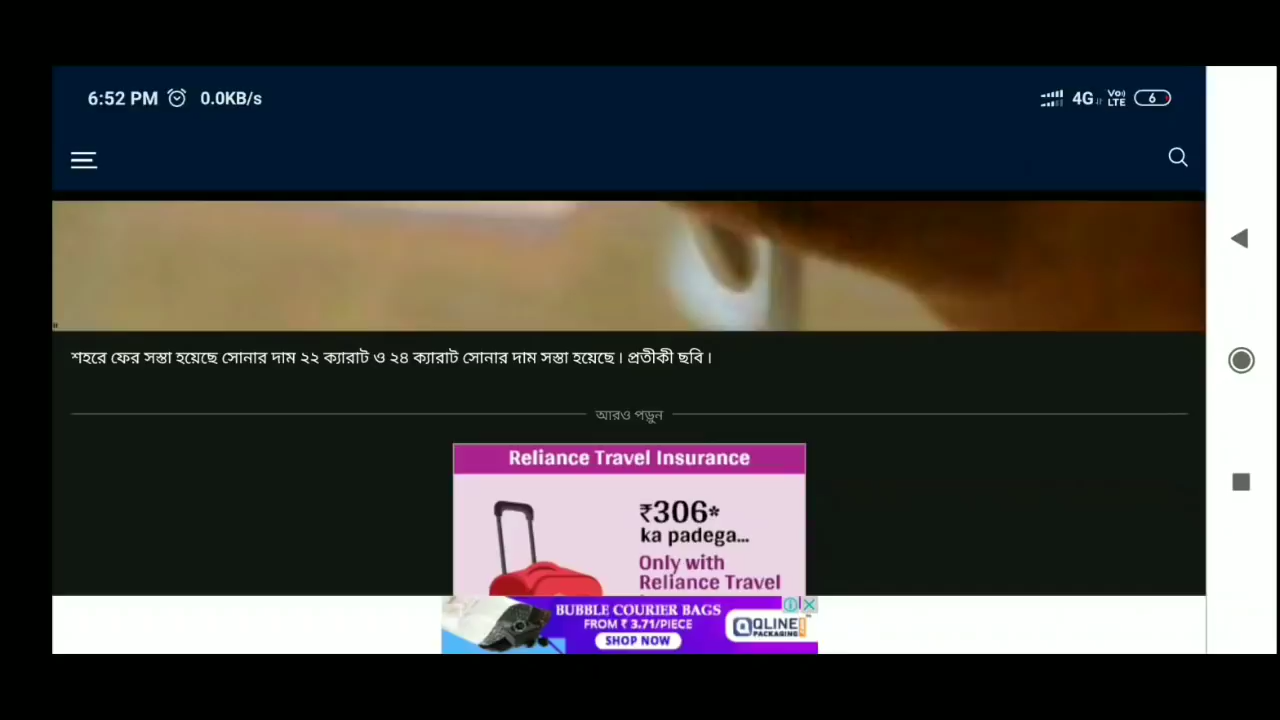 6:52 PM 0.0KB/s 4G Vo) LTE 6
শহরে ফের সস্তা হয়েছে সোনার দাম ২২ ক্যারাট ও ২৪ ক্যারাট সোনার দাম সস্তা হয়েছে। প্রতীকী ছবি।
আরও পড়ুন
Reliance Travel Insurance
₹306*
ka padega...
Only with
Reliance Travel
BUBBLE COURIER BAGS
FROM ₹ 3.71/PIECE
SHOP NOW
QLINE
PACKAGING